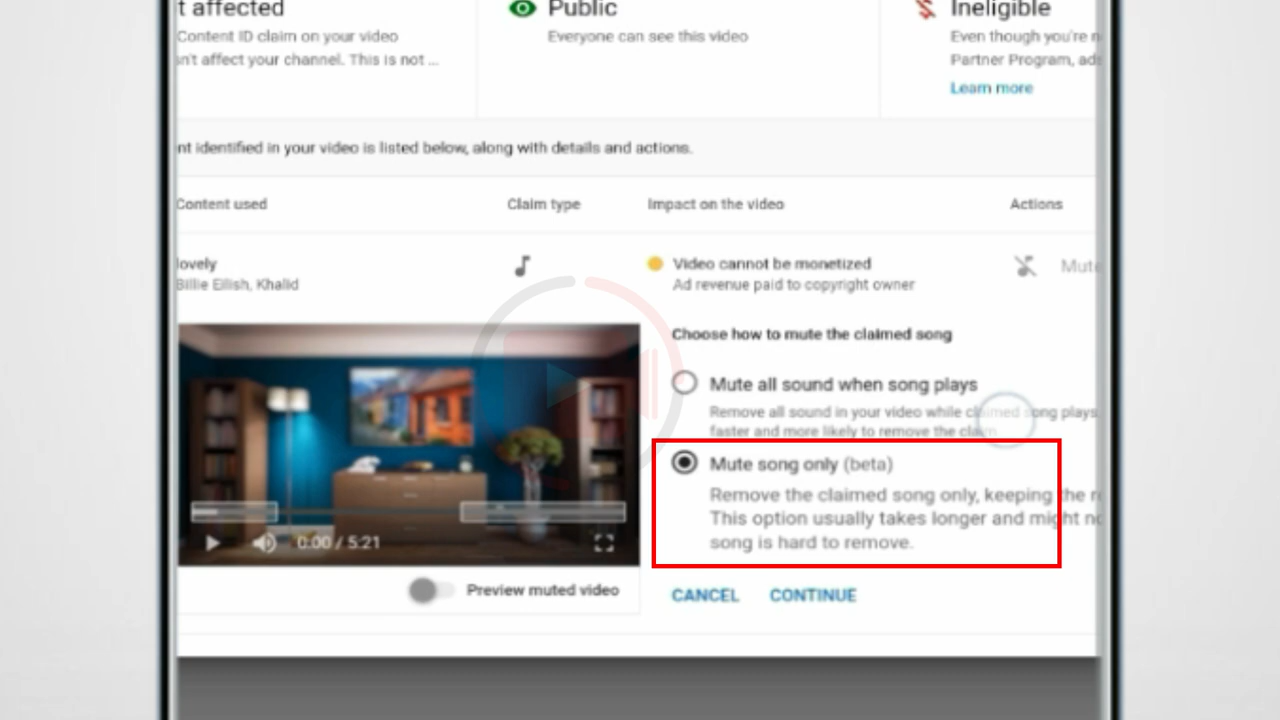 t affected
Public
Ineligible
Content ID claim on your video
Everyone can see this video
Even though you're n
n't affect your channel. This is not ...
Partner Program, ads
Learn more
nt identified in your video is listed below, along with details and actions.
Content used
Claim type
Impact on the video
Actions
lovely
Video cannot be monetized
Mute
Billie Eilish, Khalid
Ad revenue paid to copyright owner
Choose how to mute the claimed song
Mute all sound when song plays
Remove all sound in your video while claimed song plays
faster and more likely to remove the claim
Mute song only (beta)
Remove the claimed song only, keeping the r
This option usually takes longer and might no
song is hard to remove.
0:00 / 5:21
Preview muted video
CANCEL
CONTINUE